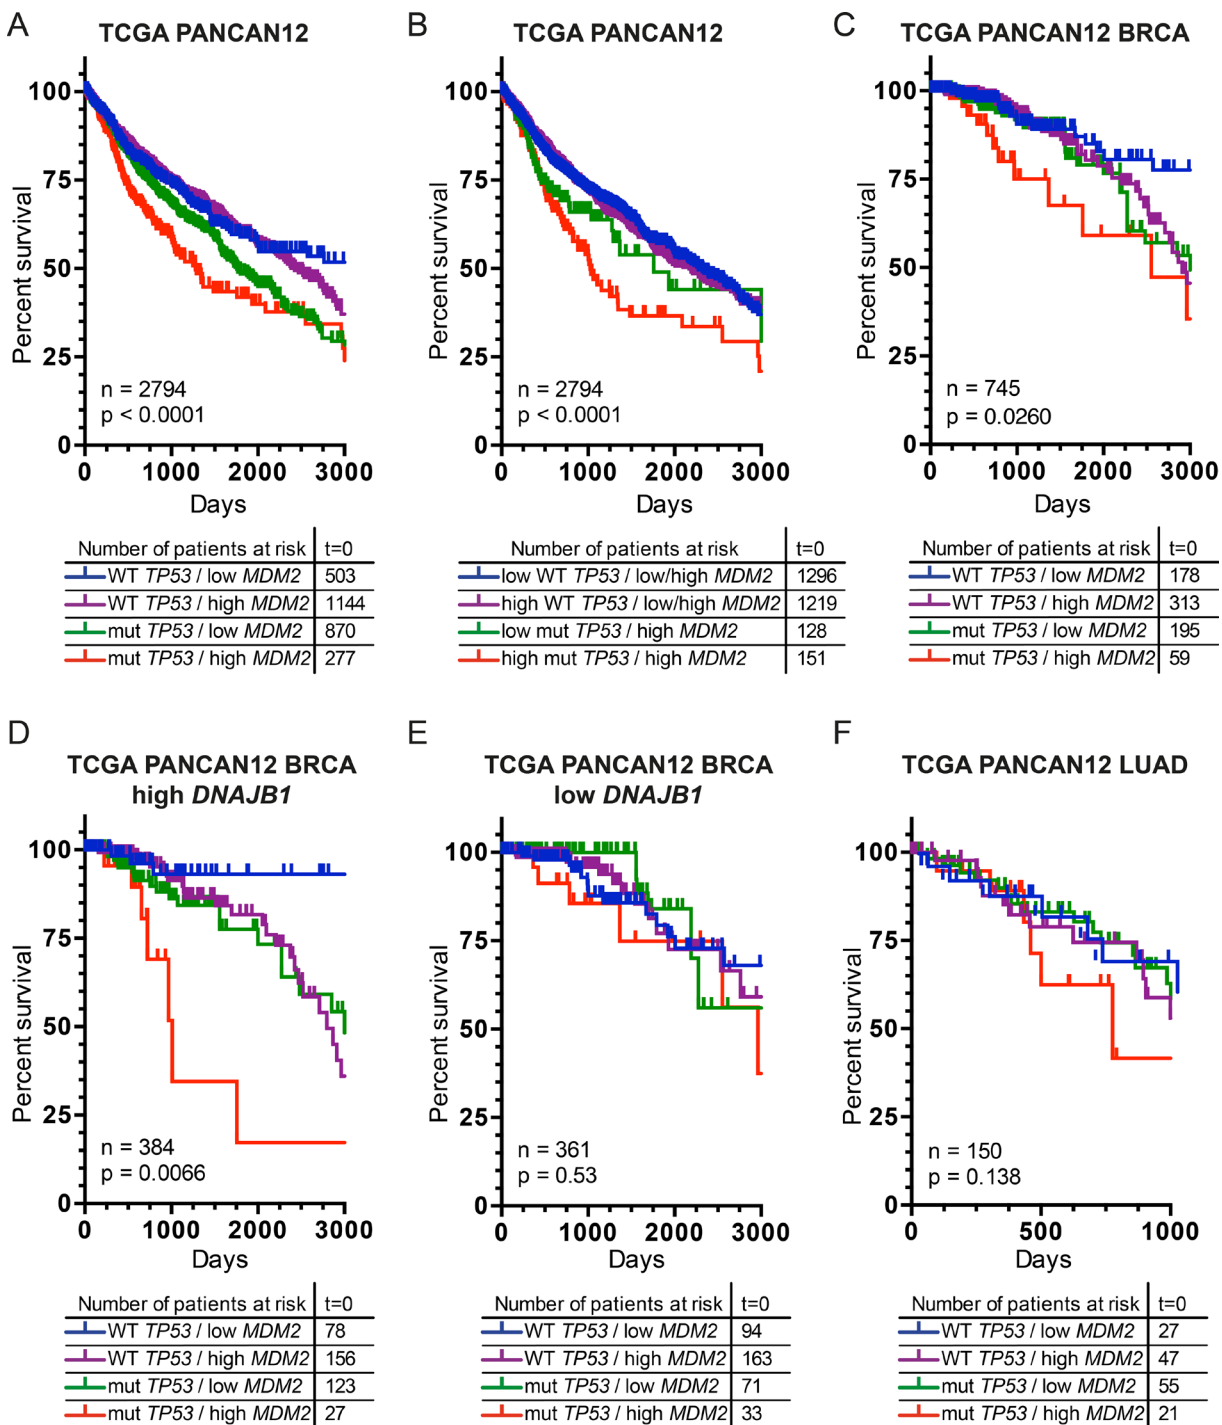 A
TCGA PANCAN12
Percent survival
100
75
50
25
0
n = 2794
p < 0.0001
0 1000 2000 3000
Days
Number of patients at risk t=0
WT TP53 / low MDM2 503
WT TP53 / high MDM2 1144
mut TP53 / low MDM2 870
mut TP53 / high MDM2 277
B
TCGA PANCAN12
Percent survival
100
75
50
25
0
n = 2794
p < 0.0001
0 1000 2000 3000
Days
Number of patients at risk t=0
low WT TP53 / low/high MDM2 1296
high WT TP53 / low/high MDM2 1219
low mut TP53 / high MDM2 128
high mut TP53 / high MDM2 151
C
TCGA PANCAN12 BRCA
Percent survival
100
75
50
25
0
n = 745
p = 0.0260
0 1000 2000 3000
Days
Number of patients at risk t=0
WT TP53 / low MDM2 178
WT TP53 / high MDM2 313
mut TP53 / low MDM2 195
mut TP53 / high MDM2 59
D
TCGA PANCAN12 BRCA
high DNAJB1
Percent survival
100
75
50
25
0
n = 384
p = 0.0066
0 1000 2000 3000
Days
Number of patients at risk t=0
WT TP53 / low MDM2 78
WT TP53 / high MDM2 156
mut TP53 / low MDM2 123
mut TP53 / high MDM2 27
E
TCGA PANCAN12 BRCA
low DNAJB1
Percent survival
100
75
50
25
0
n = 361
p = 0.53
0 1000 2000 3000
Days
Number of patients at risk t=0
WT TP53 / low MDM2 94
WT TP53 / high MDM2 163
mut TP53 / low MDM2 71
mut TP53 / high MDM2 33
F
TCGA PANCAN12 LUAD
Percent survival
100
75
50
25
0
n = 150
p = 0.138
0 500 1000
Days
Number of patients at risk t=0
WT TP53 / low MDM2 27
WT TP53 / high MDM2 47
mut TP53 / low MDM2 55
mut TP53 / high MDM2 21